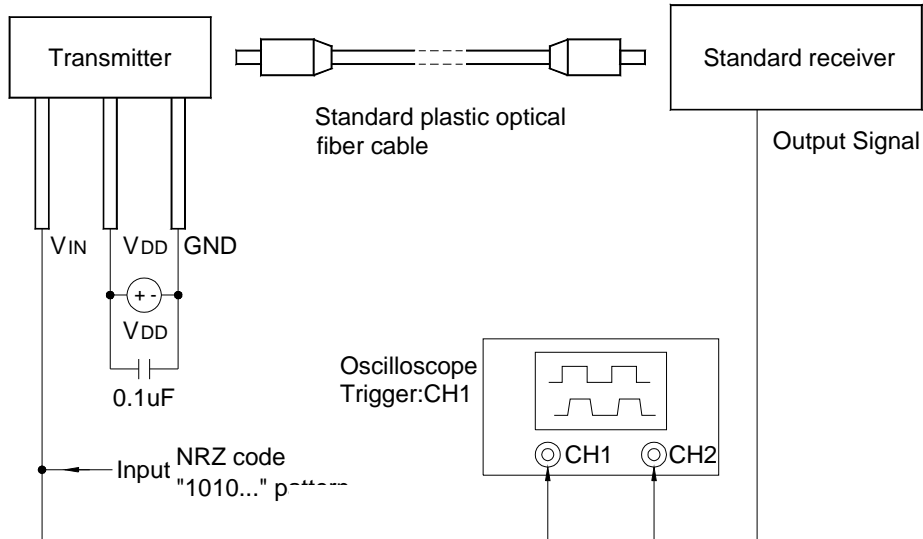 Transmitter
Standard receiver
Standard plastic optical
fiber cable
Output Signal
VIN
VDD
GND
+ -
VDD
0.1uF
Oscilloscope
Trigger:CH1
CH1
CH2
Input
NRZ code
"1010..."